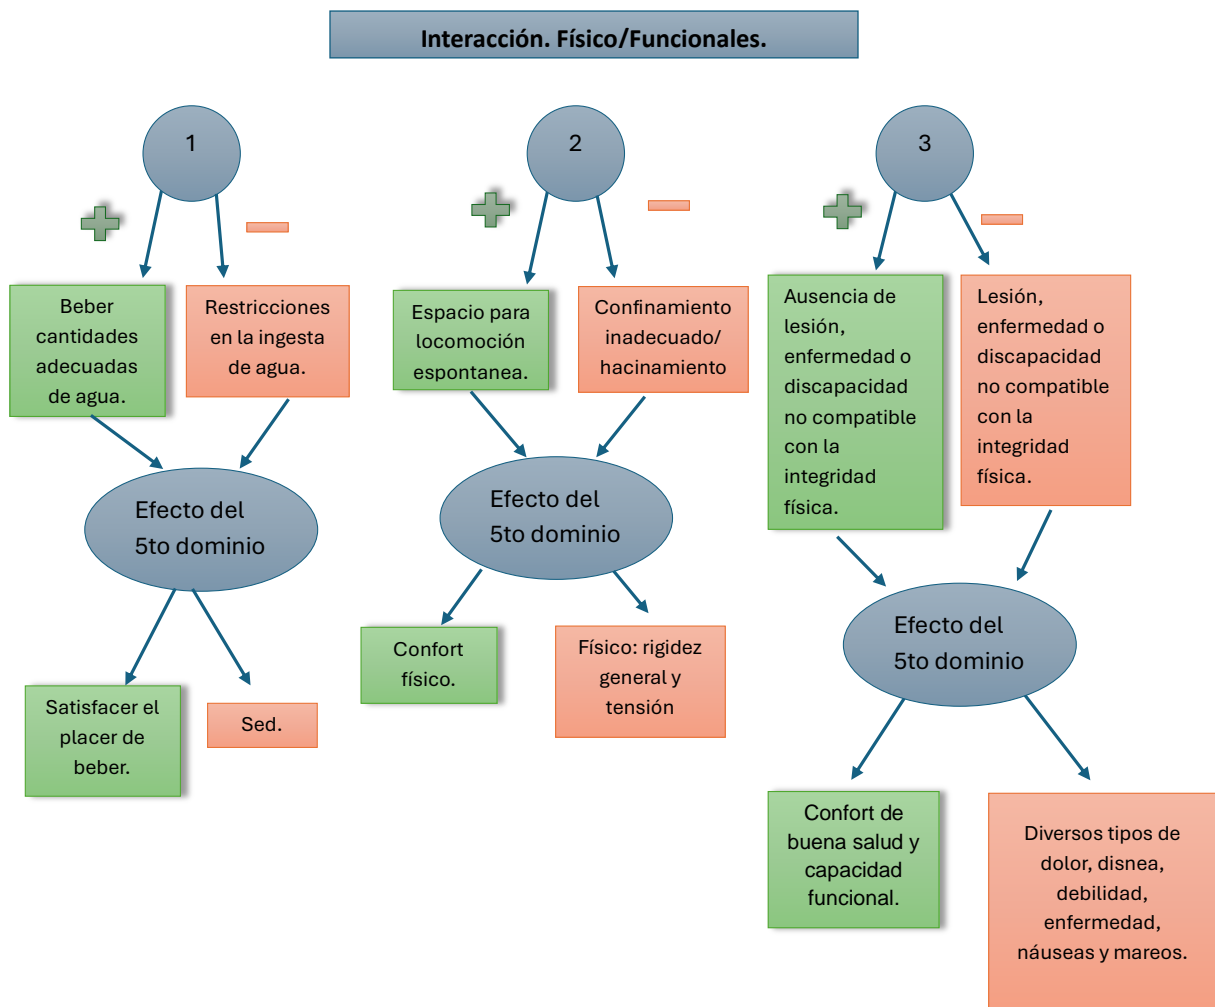 Interacción. Físico/Funcionales.
1
2
3
Beber
cantidades
adecuadas
de agua.
Restricciones
en la ingesta
de agua.
Espacio para
locomoción
espontanea.
Confinamiento
inadecuado/
hacinamiento
Ausencia de
lesión,
enfermedad o
discapacidad
no compatible
con la
integridad
física.
Lesión,
enfermedad o
discapacidad
no compatible
con la
integridad
física.
Efecto del
5to dominio
Efecto del
5to dominio
Efecto del
5to dominio
Satisfacer el
placer de
beber.
Sed.
Confort
físico.
Físico: rigidez
general y
tensión
Confort de
buena salud y
capacidad
funcional.
Diversos tipos de
dolor, disnea,
debilidad,
enfermedad,
náuseas y mareos.